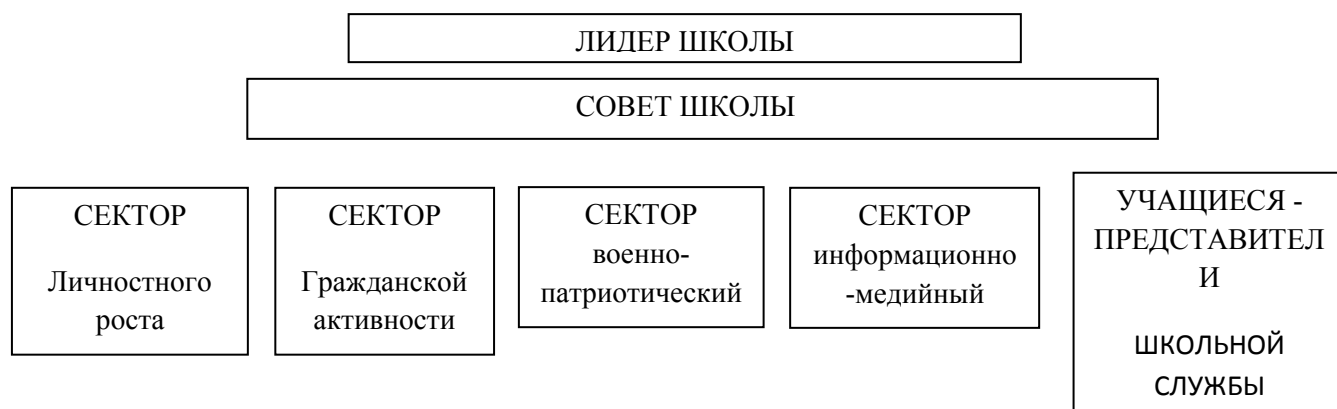 ЛИДЕР ШКОЛЫ
СОВЕТ ШКОЛЫ
СЕКТОР
Личностного
роста
СЕКТОР
Гражданской
активности
СЕКТОР
военно-
патриотический
СЕКТОР
информационно
-медийный
УЧАЩИЕСЯ -
ПРЕДСТАВИТЕЛ
И
ШКОЛЬНОЙ
СЛУЖБЫ